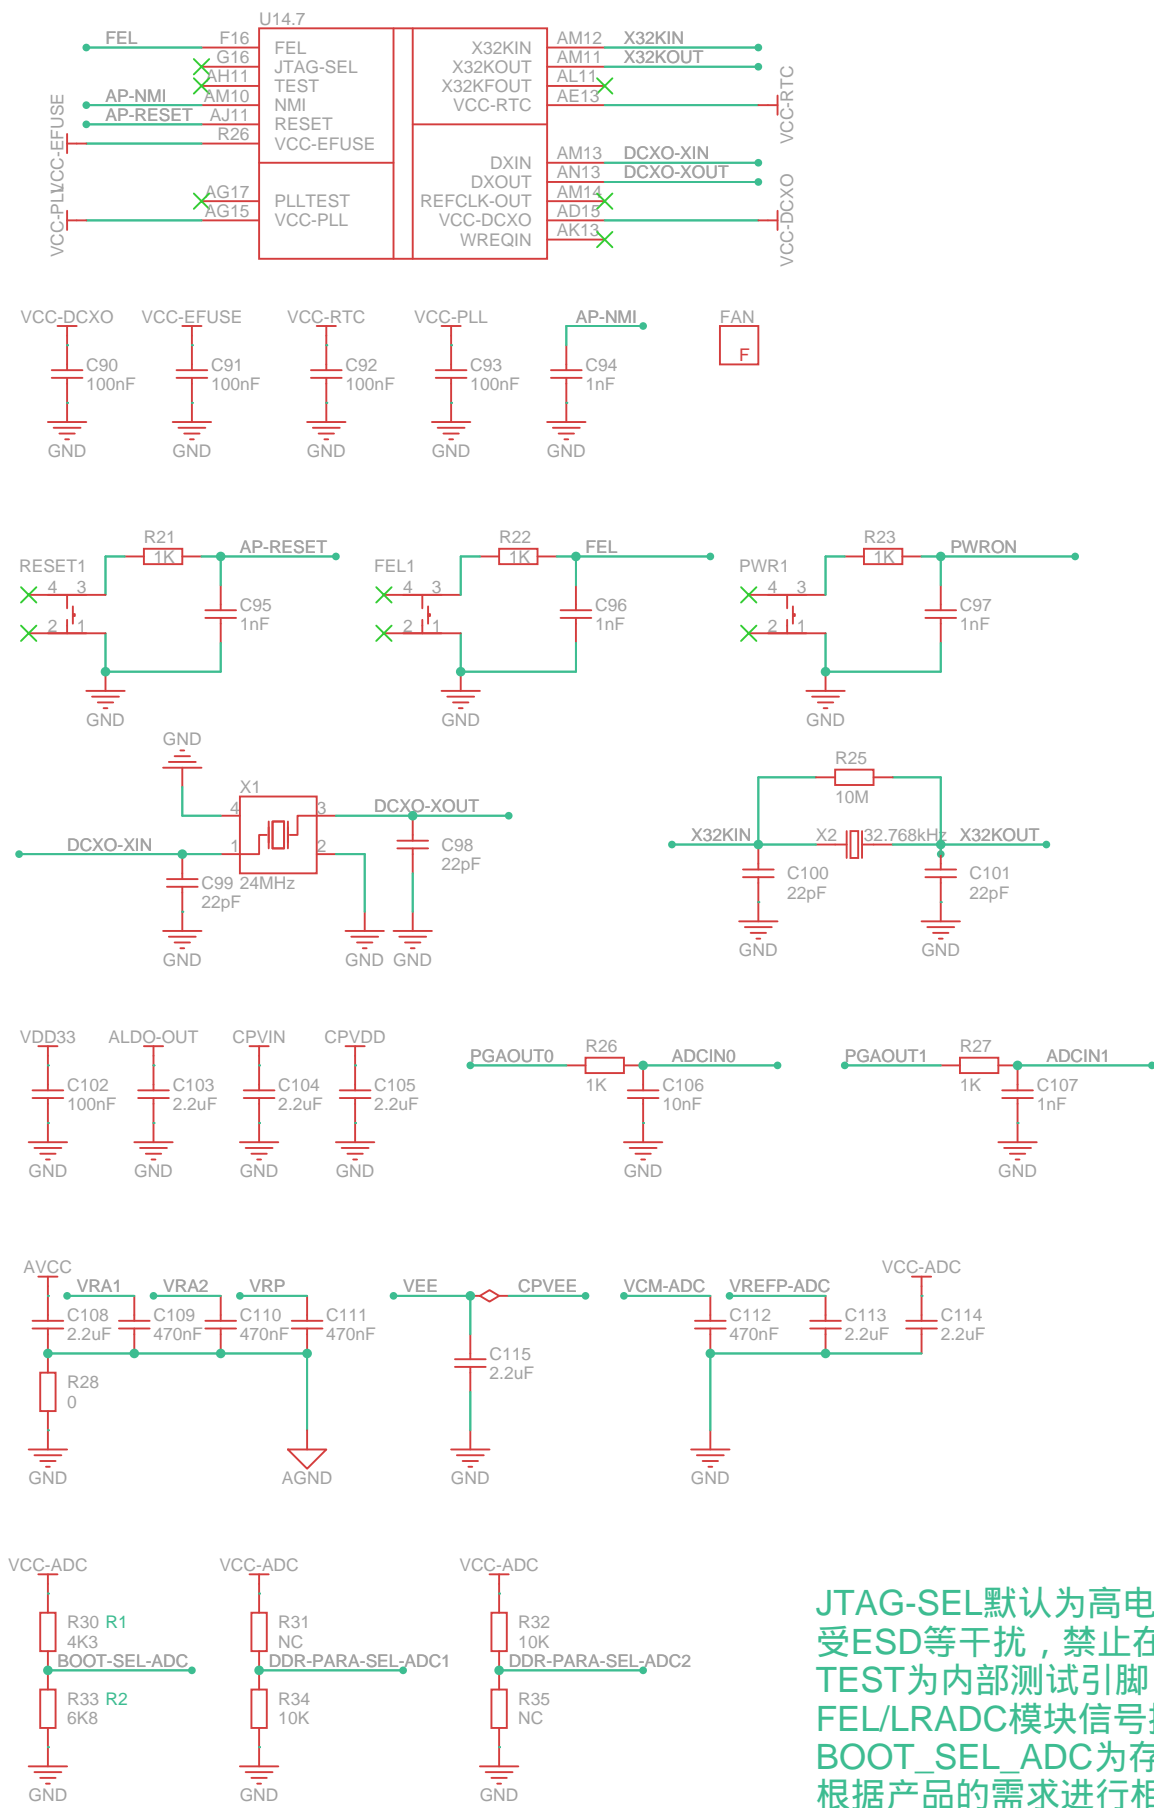 U14.7
FEL F16 FEL
G16 JTAG-SEL
AH11 TEST
AP-NMI AM10 NMI
AP-RESET AJ11 RESET
VCC-EFUSE R26 VCC-EFUSE
AG17 PLLTEST
VCC-PLL AG15 VCC-PLL
X32KIN AM12 X32KIN
X32KOUT AM11 X32KOUT
X32KFOUT AL11
VCC-RTC AE13 VCC-RTC
DXIN AM13 DCXO-XIN
DXOUT AN13 DCXO-XOUT
REFCLK-OUT AM14
VCC-DCXO AD15 VCC-DCXO
WREQIN AK13
VCC-DCXO VCC-EFUSE VCC-RTC VCC-PLL AP-NMI FAN
C90 C91 C92 C93 C94 F
100nF 100nF 100nF 100nF 1nF
GND GND GND GND GND
R21 R22 R23
1K AP-RESET 1K FEL 1K PWRON
RESET1 FEL1 PWR1
4 3 4 3 4 3
C95 C96 C97
1nF 1nF 1nF
2 1 2 1 2 1
GND GND GND
GND
X1
4 3 DCXO-XOUT
DCXO-XIN 1 2
C98
22pF
C99 24MHz
22pF
GND GND GND
R25
10M
X32KIN X2 32.768kHz X32KOUT
C100 C101
22pF 22pF
GND GND
VDD33 ALDO-OUT CPVIN CPVDD
C102 C103 C104 C105
100nF 2.2uF 2.2uF 2.2uF
GND GND GND GND
PGAOUT0 R26 ADCIN0
1K C106
10nF
GND
PGAOUT1 R27 ADCIN1
1K C107
1nF
GND
AVCC VRA1 VRA2 VRP
C108 C109 C110 C111
2.2uF 470nF 470nF 470nF
R28
0
GND AGND
VEE CPVEE
C115
2.2uF
GND
VCM-ADC VREFP-ADC VCC-ADC
C112 C113 C114
470nF 2.2uF 2.2uF
GND
VCC-ADC VCC-ADC VCC-ADC
R30 R1 R31 R32
4K3 NC 10K
BOOT-SEL-ADC DDR-PARA-SEL-ADC1 DDR-PARA-SEL-ADC2
R33 R2 R34 R35
6K8 10K NC
GND GND GND
JTAG-SEL默认为高电
受ESD等干扰，禁止在
TEST为内部测试引脚
FEL/LRADC模块信号
BOOT_SEL_ADC为存
根据产品的需求进行相